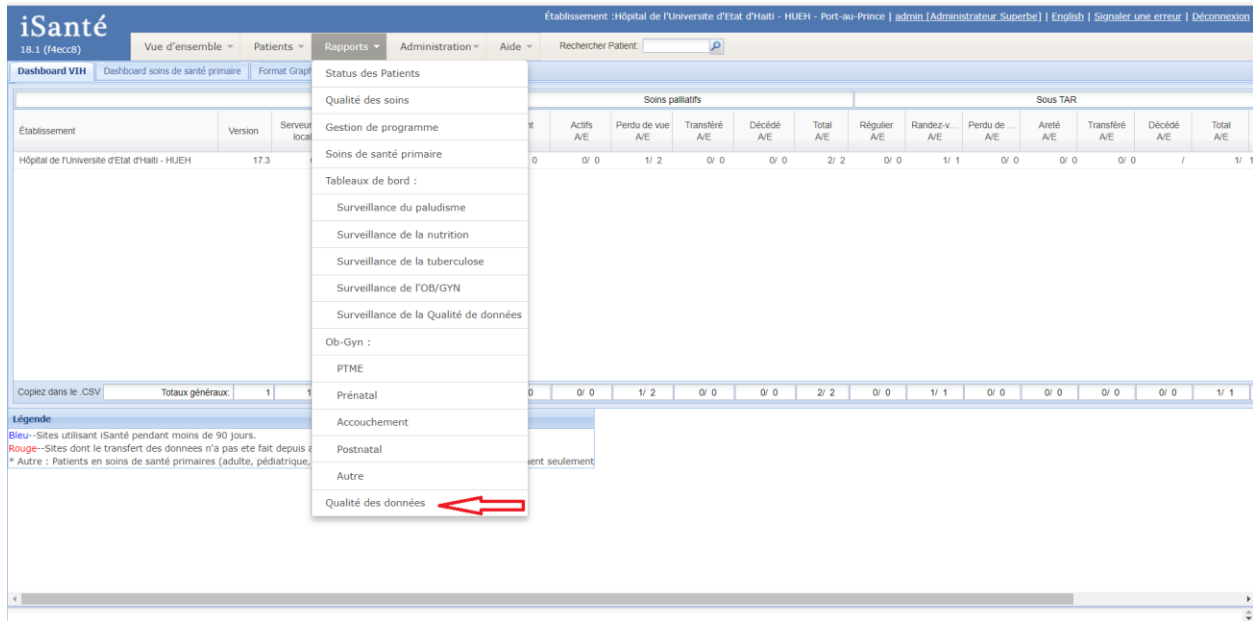 iSanté
18.1 (f4ecc8)
Établissement :Hôpital de l'Universite d'Etat d'Haiti - HUEH - Port-au-Prince | admin [Administrateur Superbe] | English | Signaler une erreur | Déconnexion
Vue d'ensemble Patients Rapports Administration Aide Rechercher Patient:
Dashboard VIH Dashboard soins de santé primaire Format Graph
Status des Patients
Qualité des soins
Gestion de programme
Soins de santé primaire
Tableaux de bord :
Surveillance du paludisme
Surveillance de la nutrition
Surveillance de la tuberculose
Surveillance de l'OB/GYN
Surveillance de la Qualité de données
Ob-Gyn :
PTME
Prénatal
Accouchement
Postnatal
Autre
Qualité des données
Soins palliatifs Sous TAR
Établissement Version Serveur local Actifs A/E Perdu de vue A/E Transféré A/E Décédé A/E Total A/E Régulier A/E Randez-v... A/E Perdu de ... A/E Areté A/E Transféré A/E Décédé A/E Total A/E
Hôpital de l'Universite d'Etat d'Haiti - HUEH 17.3 0 0/ 0 1/ 2 0/ 0 0/ 0 2/ 2 0/ 0 1/ 1 0/ 0 0/ 0 0/ 0 / 1/ 1
Copiez dans le .CSV Totaux généraux: 1 1 0 0/ 0 1/ 2 0/ 0 0/ 0 2/ 2 0/ 0 1/ 1 0/ 0 0/ 0 0/ 0 0/ 0 1/ 1
Légende
Bleu--Sites utilisant iSanté pendant moins de 90 jours.
Rouge--Sites dont le transfert des donnees n'a pas ete fait depuis
* Autre : Patients en soins de santé primaires (adulte, pédiatrique, ent seulement